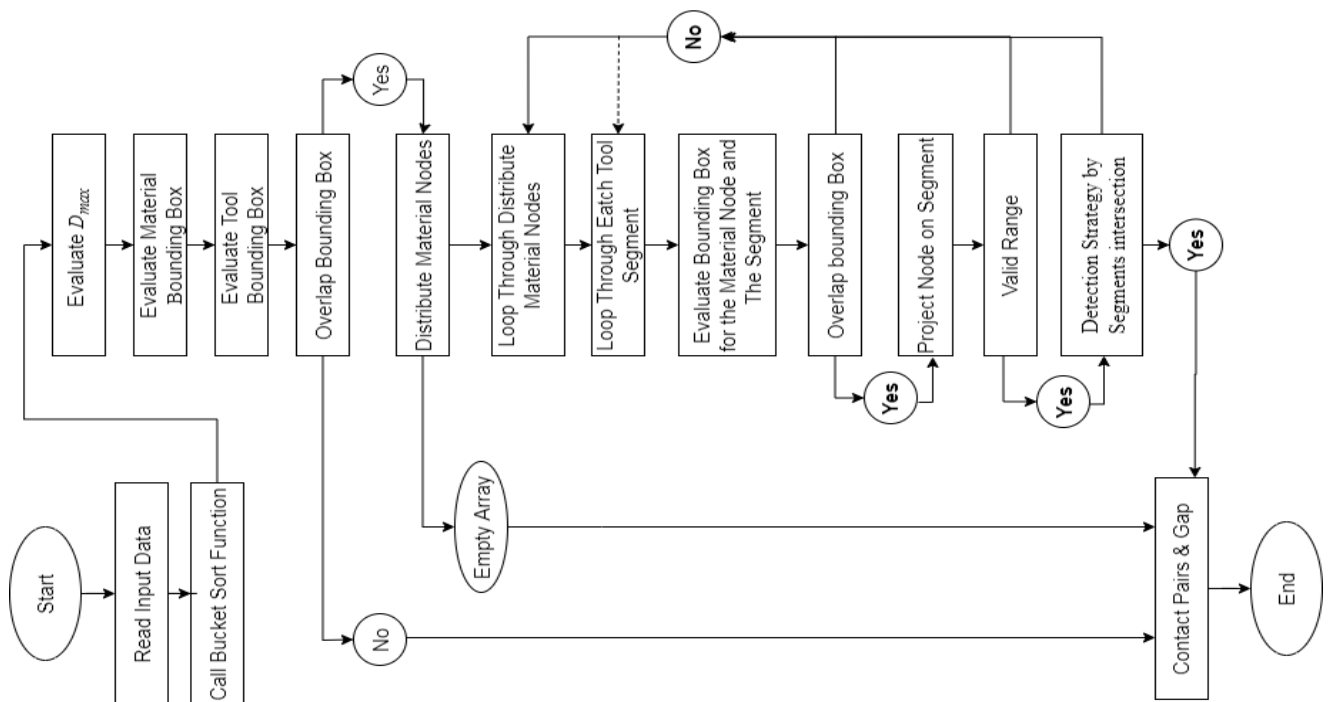 Start
Read Input Data
Call Bucket Sort Function
Evaluate D_max
Evaluate Material
Bounding Box
Evaluate Tool
Bounding Box
Overlap Bounding Box
Yes
No
Distribute Material Nodes
Empty Array
Loop Through Distribute
Material Nodes
Loop Through Eatch Tool
Segment
Evaluate Bounding Box
for the Material Node and
The Segment
Overlap bounding Box
No
Yes
Project Node on Segment
Valid Range
Yes
Detection Strategy by
Segments intersection
Yes
Contact Pairs & Gap
End